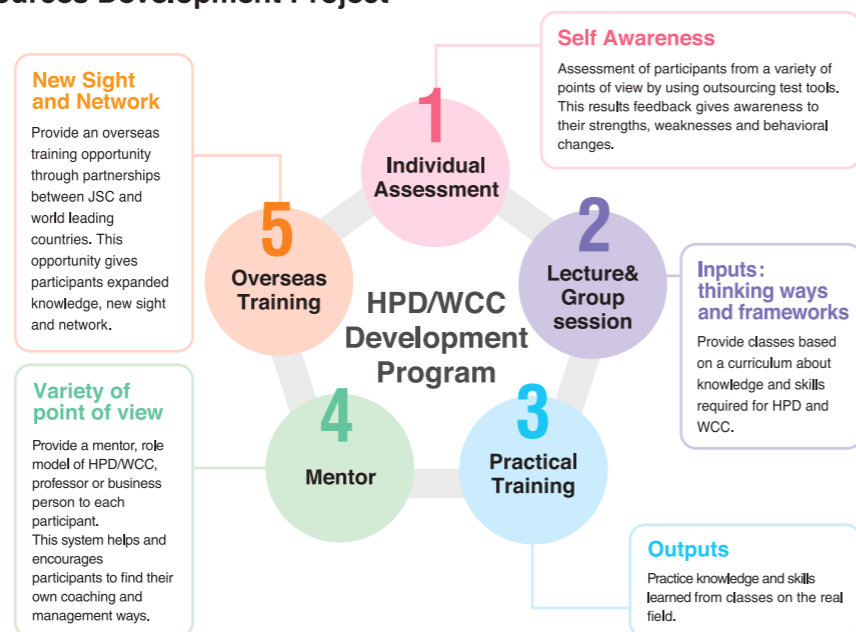 Development Project
Self Awareness
Assessment of participants from a variety of
points of view by using outsourcing test tools.
This results feedback gives awareness to
their strengths, weaknesses and behavioral
changes.
1
Individual
Assessment
2
Lecture&
Group
session
Inputs:
thinking ways
and frameworks
Provide classes based
on a curriculum about
knowledge and skills
required for HPD and
WCC.
3
Practical
Training
Outputs
Practice knowledge and skills
learned from classes on the real
field.
4
Mentor
Variety of
point of view
Provide a mentor, role
model of HPD/WCC,
professor or business
person to each
participant.
This system helps and
encourages
participants to find their
own coaching and
management ways.
5
Overseas
Training
New Sight
and Network
Provide an overseas
training opportunity
through partnerships
between JSC and
world leading
countries. This
opportunity gives
participants expanded
knowledge, new sight
and network.
HPD/WCC
Development
Program